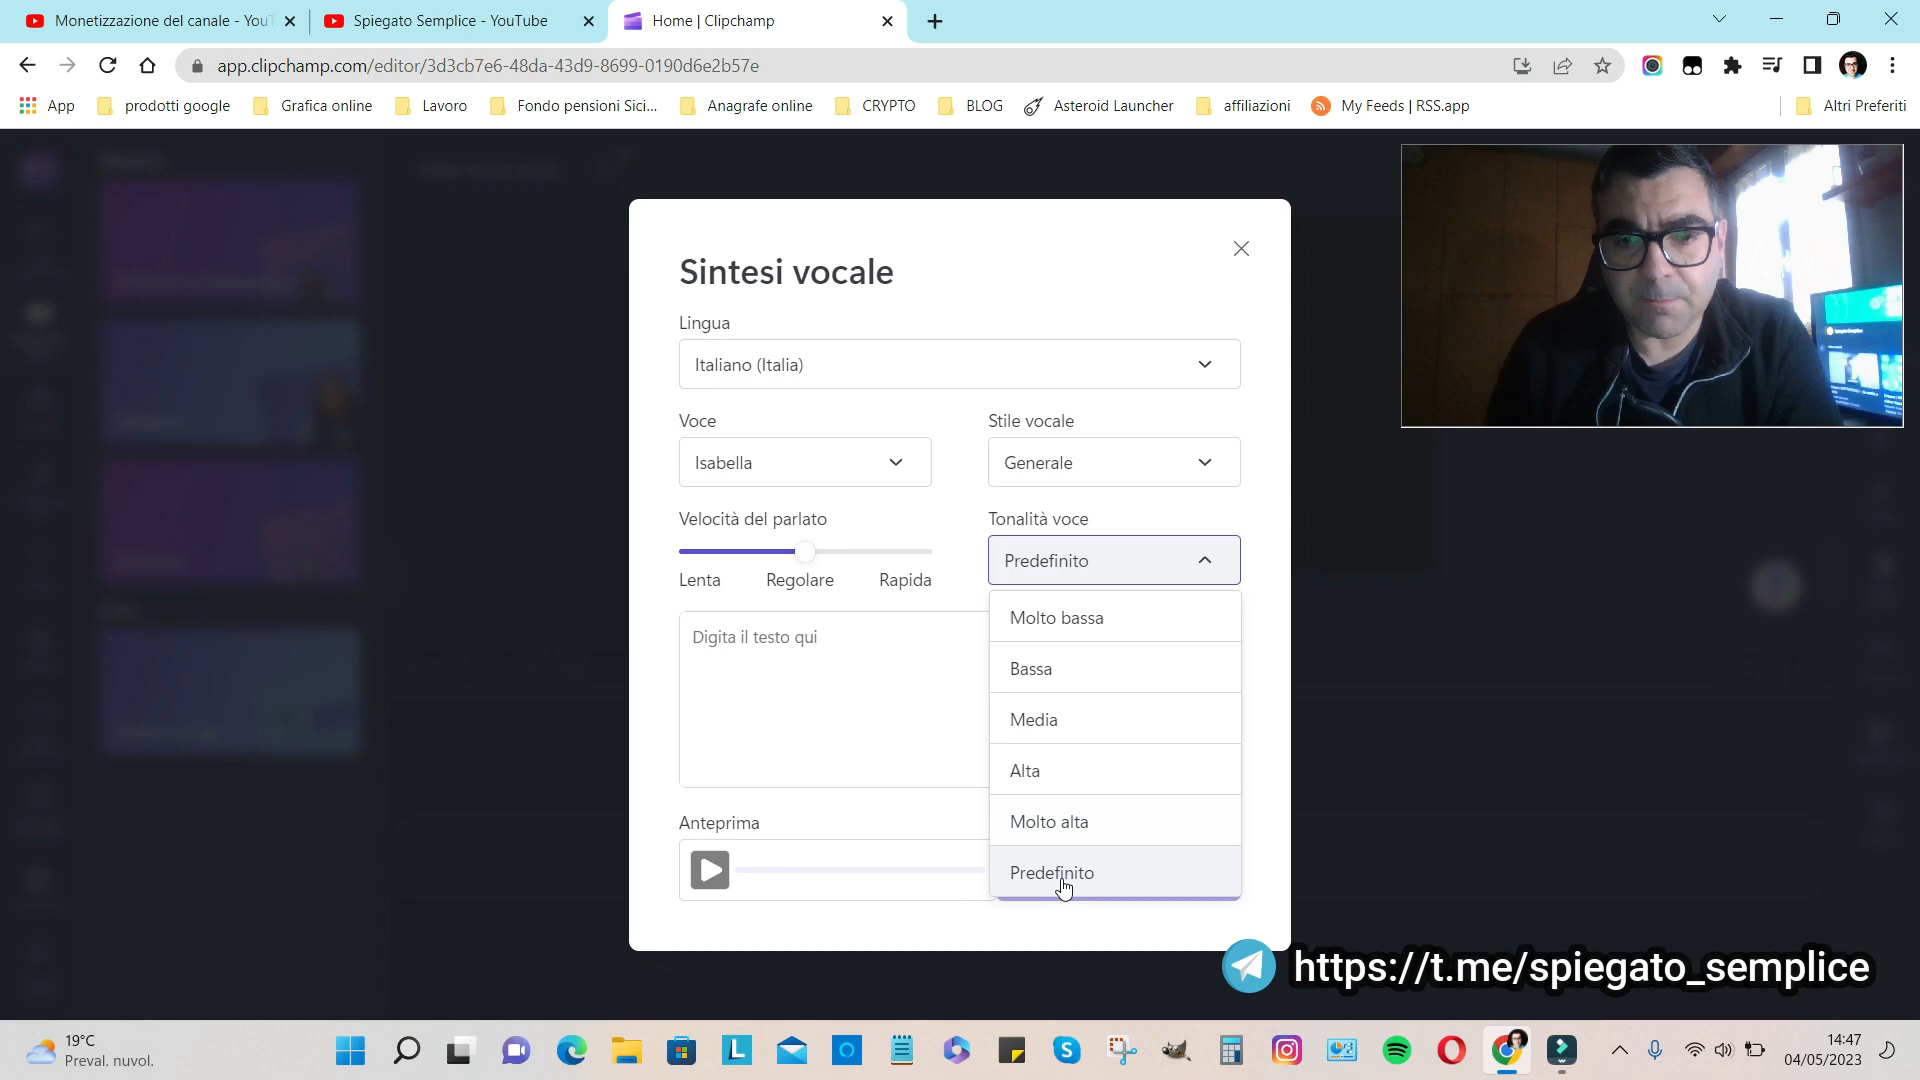 Monetizzazione del canale - YouT
Spiegato Semplice - YouTube
Home | Clipchamp
app.clipchamp.com/editor/3d3cb7e6-48da-43d9-8699-0190d6e2b57e
App
prodotti google
Grafica online
Lavoro
Fondo pensioni Sici...
Anagrafe online
CRYPTO
BLOG
Asteroid Launcher
affiliazioni
My Feeds | RSS.app
Altri Preferiti
Sintesi vocale
Lingua
Italiano (Italia)
Voce
Stile vocale
Isabella
Generale
Velocità del parlato
Tonalità voce
Predefinito
Lenta
Regolare
Rapida
Molto bassa
Digita il testo qui
Bassa
Media
Alta
Anteprima
Molto alta
Predefinito
https://t.me/spiegato_semplice
19°C
Preval. nuvol.
14:47
04/05/2023